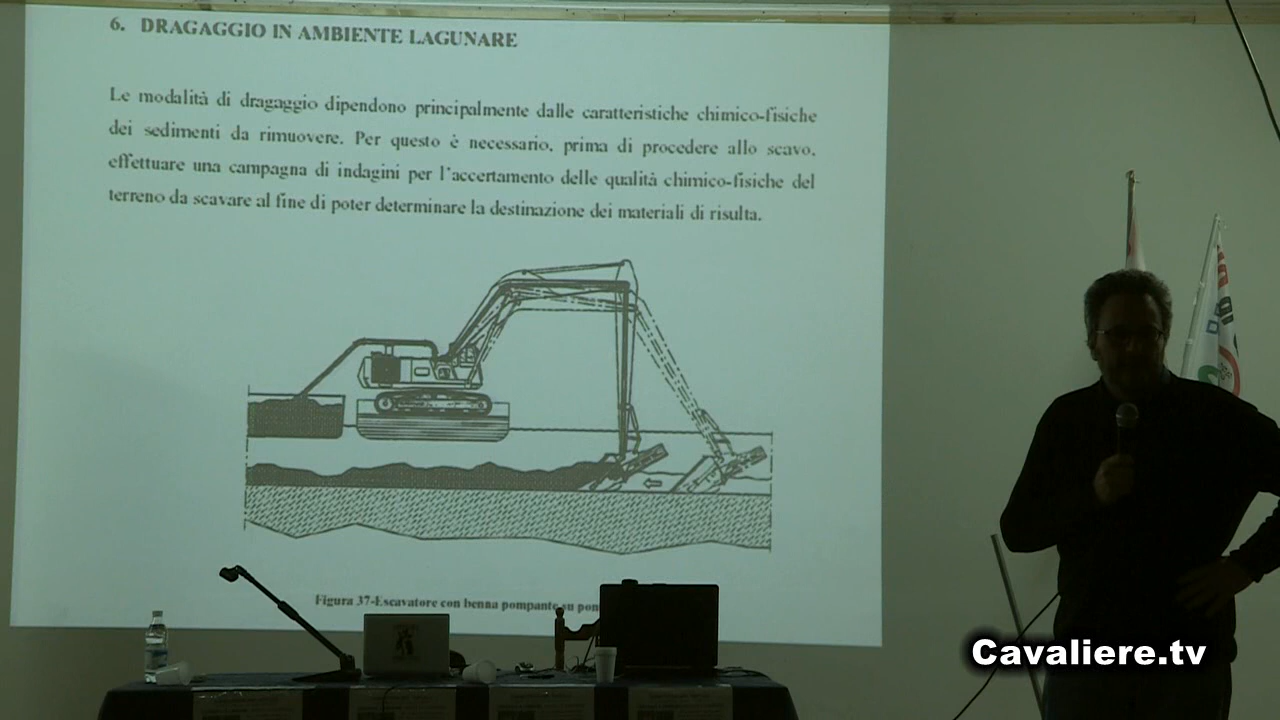 6. DRAGAGGIO IN AMBIENTE LAGUNARE
Le modalità di dragaggio dipendono principalmente dalle caratteristiche chimico-fisiche
dei sedimenti da rimuovere. Per questo è necessario, prima di procedere allo scavo,
effettuare una campagna di indagini per l'accertamento delle qualità chimico-fisiche del
terreno da scavare al fine di poter determinare la destinazione dei materiali di risulta.
Figura 37-Escavatore con benna pompante su pon
Cavaliere.tv